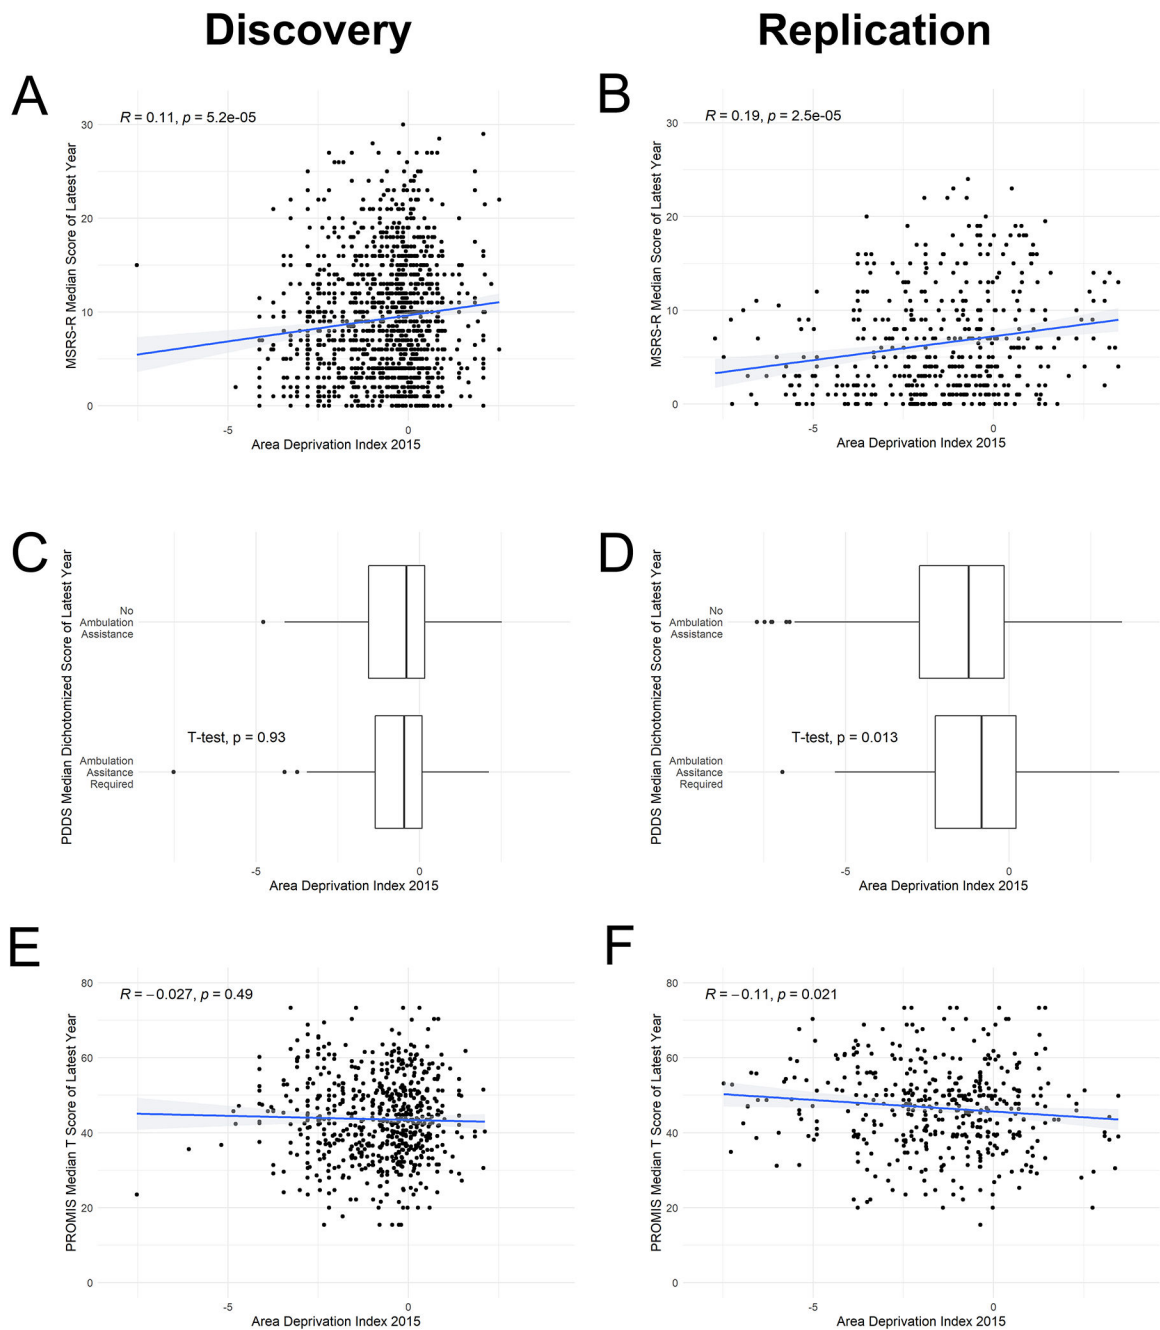 Discovery
Replication
A
R = 0.11, p = 5.2e-05
MSRS-R Median Score of Latest Year
30
20
10
0
-5
0
Area Deprivation Index 2015
B
R = 0.19, p = 2.5e-05
MSRS-R Median Score of Latest Year
30
20
10
0
-5
0
Area Deprivation Index 2015
C
PDDS Median Dichotomized Score of Latest Year
No
Ambulation
Assistance
T-test, p = 0.93
Ambulation
Assitance
Required
-5
0
Area Deprivation Index 2015
D
PDDS Median Dichotomized Score of Latest Year
No
Ambulation
Assistance
T-test, p = 0.013
Ambulation
Assitance
Required
-5
0
Area Deprivation Index 2015
E
R = −0.027, p = 0.49
PROMIS Median T Score of Latest Year
80
60
40
20
0
-5
0
Area Deprivation Index 2015
F
R = −0.11, p = 0.021
PROMIS Median T Score of Latest Year
80
60
40
20
0
-5
0
Area Deprivation Index 2015